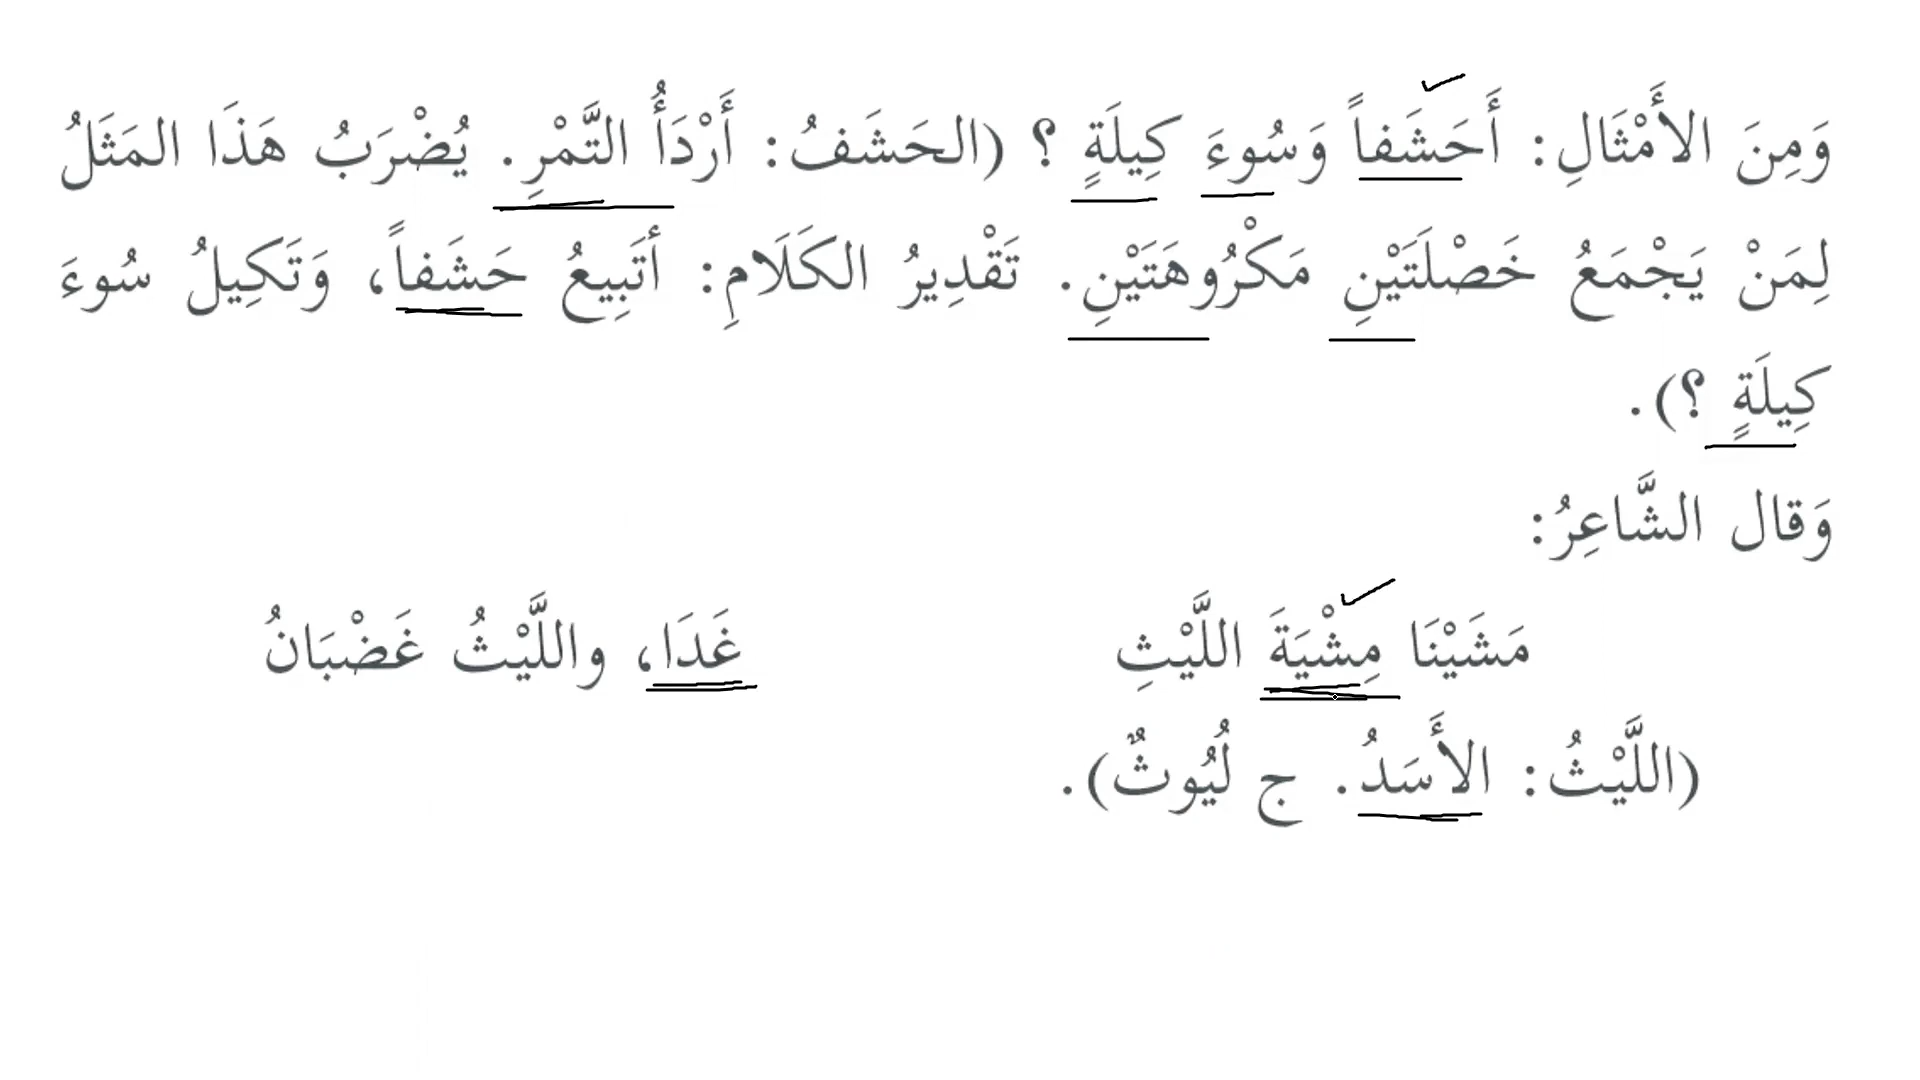 وَمِنَ الأَمْثَالِ: أَحَشَفاً وَسُوءَ كِيلَةٍ ؟ (الحَشَفُ: أَرْدَأُ التَّمْرِ. يُضْرَبُ هَذَا المَثَلُ
لِمَنْ يَجْمَعُ خَصْلَتَيْنِ مَكْرُوهَتَيْنِ. تَقْدِيرُ الكَلَامِ: أتَبِيعُ حَشَفاً، وَتَكِيلُ سُوءَ
كِيلَةٍ ؟).
وَقال الشَّاعِرُ:
مَشَيْنَا مِشْيَةَ اللَّيْثِ غَدَا، واللَّيْثُ غَضْبَانُ
(اللَّيْثُ: الأَسَدُ. ج لُيُوثٌ).